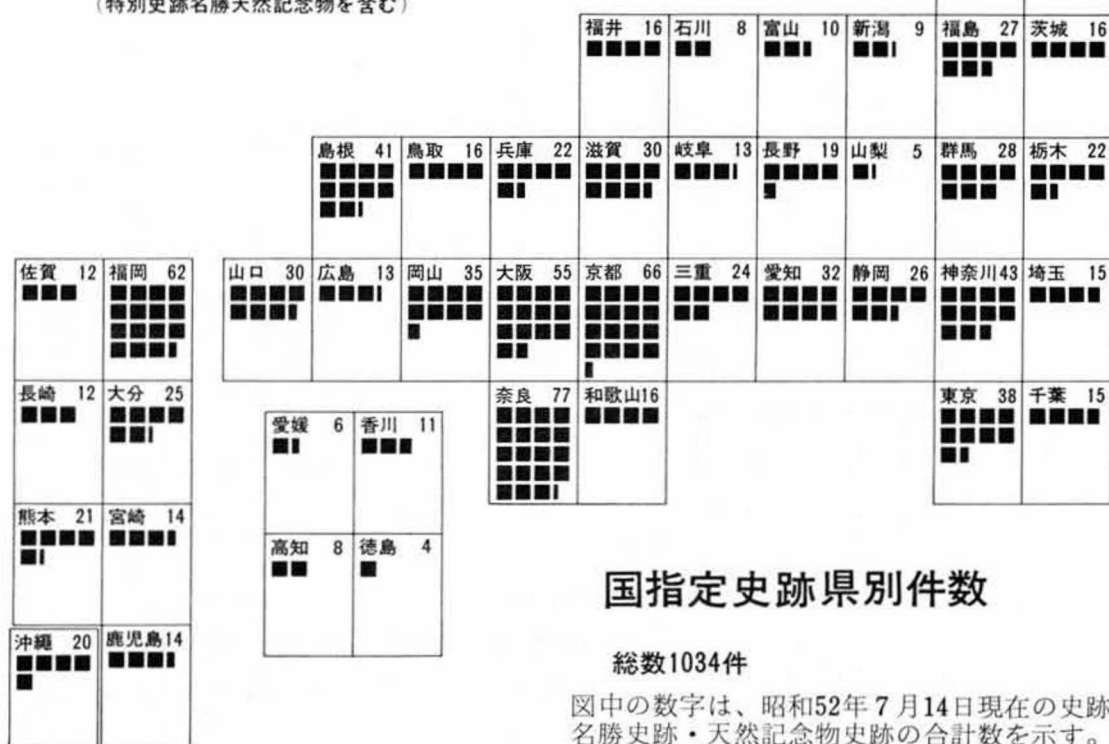 (特別史跡名勝天然記念物を含む)
福井 16 石川 8 富山 10 新潟 9 福島 27 茨城 16
島根 41 鳥取 16 兵庫 22 滋賀 30 岐阜 13 長野 19 山梨 5 群馬 28 栃木 22
佐賀 12 福岡 62 山口 30 広島 13 岡山 35 大阪 55 京都 66 三重 24 愛知 32 静岡 26 神奈川43 埼玉 15
長崎 12 大分 25 愛媛 6 香川 11 奈良 77 和歌山16 東京 38 千葉 15
熊本 21 宮崎 14 高知 8 徳島 4
沖縄 20 鹿児島14
国指定史跡県別件数
総数1034件
図中の数字は、昭和52年7月14日現在の史跡
名勝史跡・天然記念物史跡の合計数を示す。